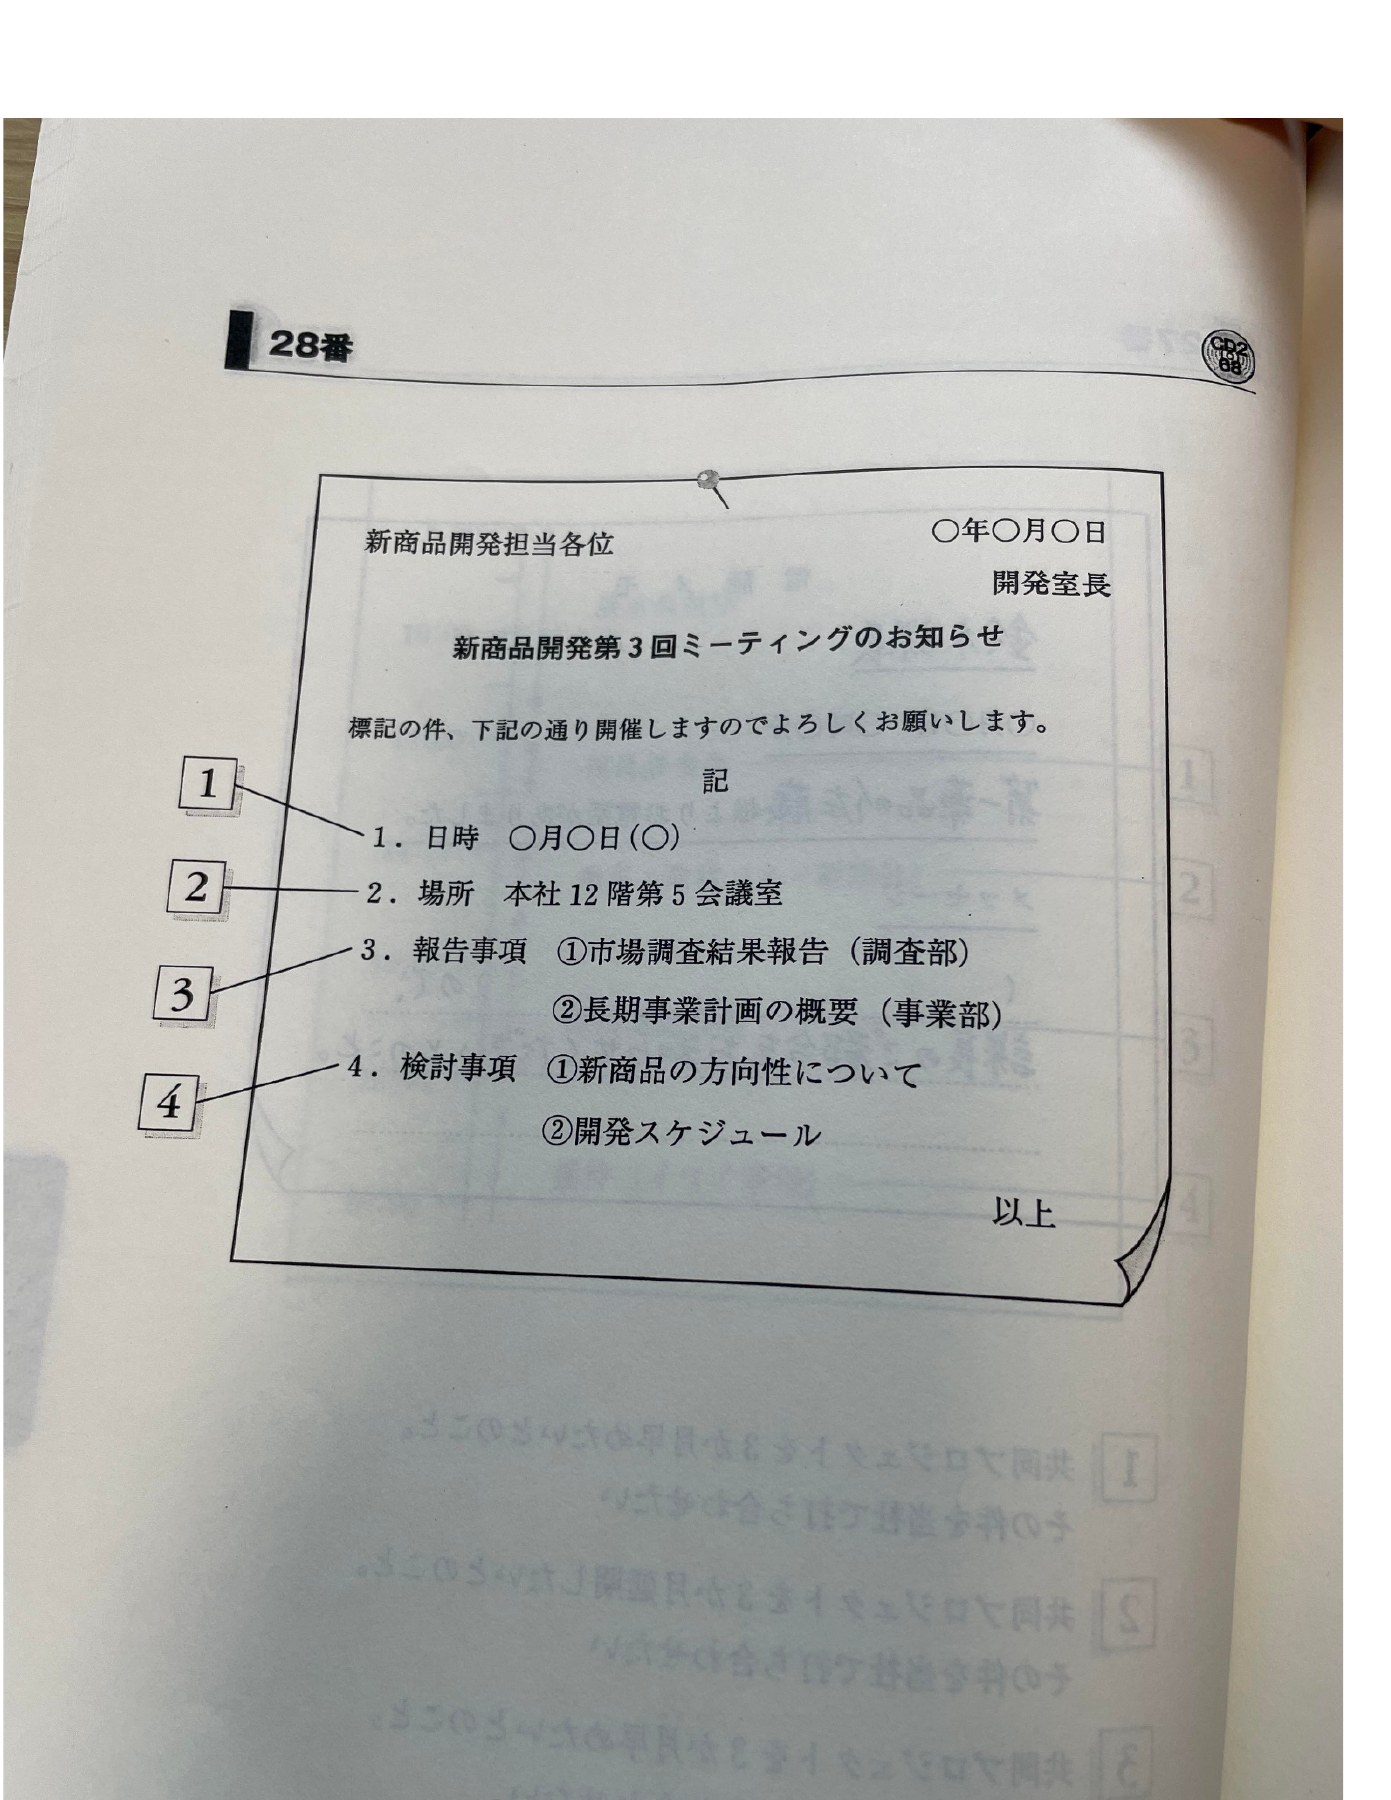 28番
CD2
68
新商品開発担当各位
○年○月○日
開発室長
新商品開発第3回ミーティングのお知らせ
標記の件、下記の通り開催しますのでよろしくお願いします。
記
1
1. 日時 ○月○日(○)
2
2. 場所 本社12階第5会議室
3
3. 報告事項 ①市場調査結果報告(調査部)
②長期事業計画の概要(事業部)
4
4. 検討事項 ①新商品の方向性について
②開発スケジュール
以上